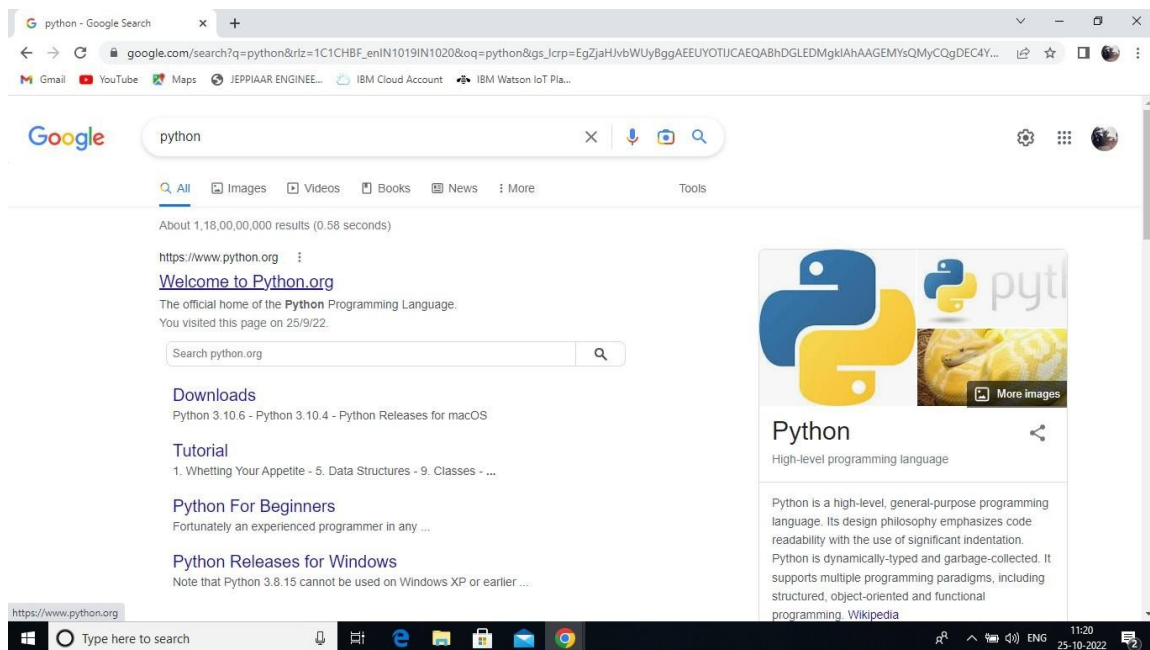 python - Google Search
google.com/search?q=python&rlz=1C1CHBF_enIN1019IN1020&oq=python&gs_lcrp=EgZjaHJvbWUyBggAEEUYOTIJCAEQABhDGLEDMgkIAhAAGEMYsQMyCQgDEC4Y...
Gmail YouTube Maps JEPPIAAR ENGINEE... IBM Cloud Account IBM Watson IoT Pla...
Google python
All Images Videos Books News More Tools
About 1,18,00,00,000 results (0.58 seconds)
https://www.python.org
Welcome to Python.org
The official home of the Python Programming Language.
You visited this page on 25/9/22.
Search python.org
Downloads
Python 3.10.6 - Python 3.10.4 - Python Releases for macOS
Tutorial
1. Whetting Your Appetite - 5. Data Structures - 9. Classes - ...
Python For Beginners
Fortunately an experienced programmer in any ...
Python Releases for Windows
Note that Python 3.8.15 cannot be used on Windows XP or earlier ...
pytl
More images
Python
High-level programming language
Python is a high-level, general-purpose programming
language. Its design philosophy emphasizes code
readability with the use of significant indentation.
Python is dynamically-typed and garbage-collected. It
supports multiple programming paradigms, including
structured, object-oriented and functional
programming. Wikipedia
https://www.python.org
Type here to search
ENG
11:20
25-10-2022
2